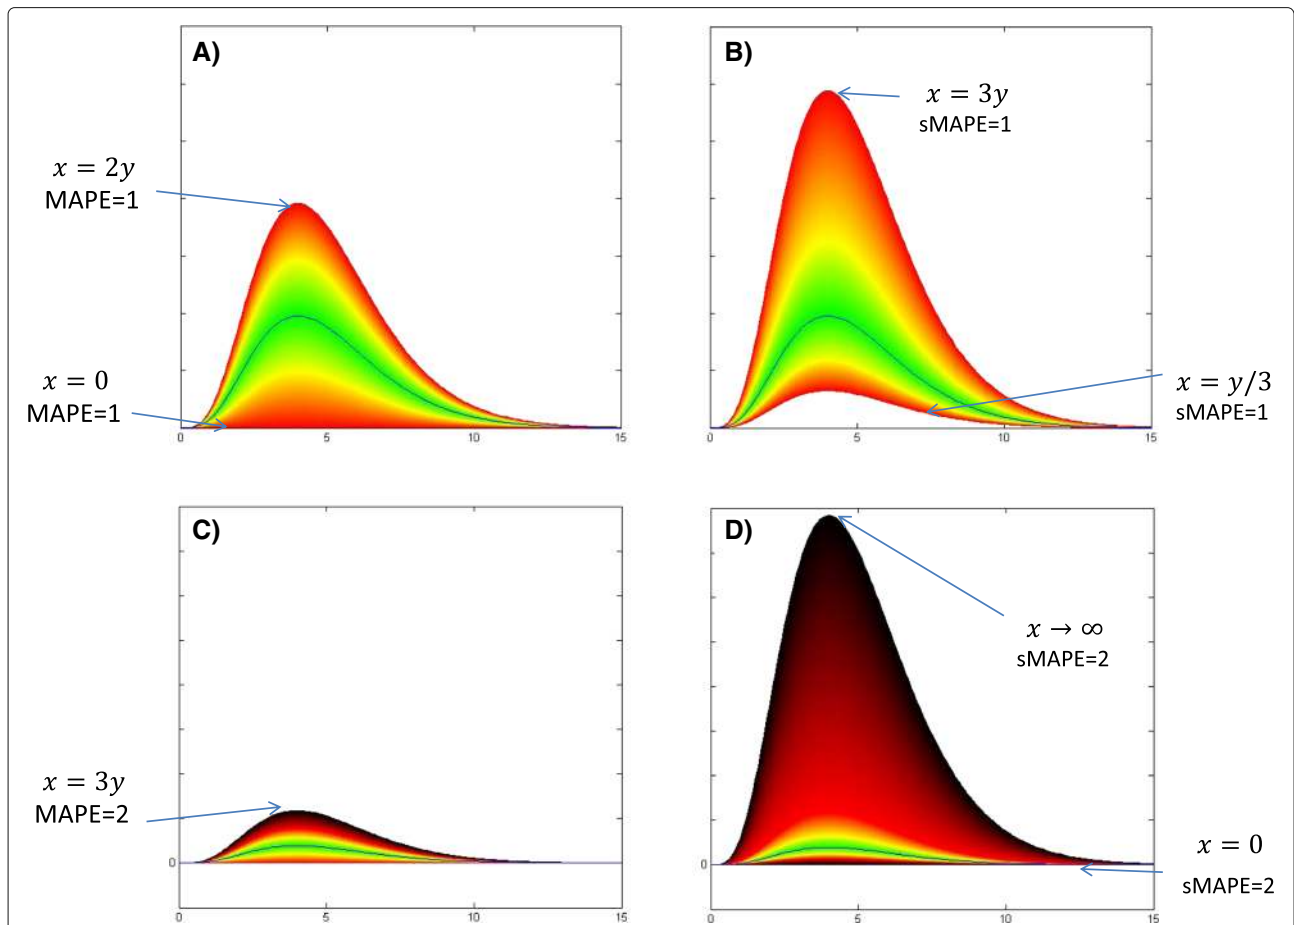 A)
x = 2y
MAPE=1
x = 0
MAPE=1
0 5 10 15
B)
x = 3y
sMAPE=1
x = y/3
sMAPE=1
0 5 10 15
C)
x = 3y
MAPE=2
0
0 5 10 15
D)
x → ∞
sMAPE=2
x = 0
sMAPE=2
0
0 5 10 15